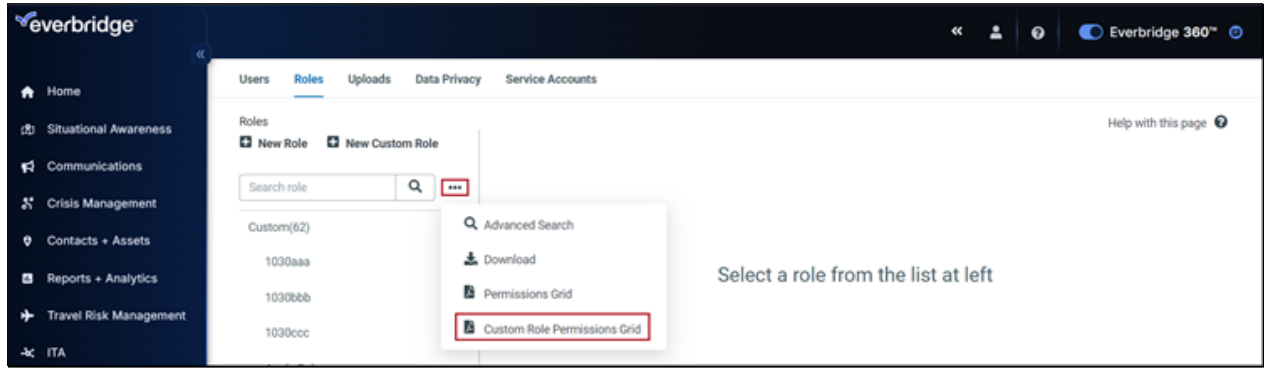 everbridge
Everbridge 360™
Home
Situational Awareness
Communications
Crisis Management
Contacts + Assets
Reports + Analytics
Travel Risk Management
ITA
Users Roles Uploads Data Privacy Service Accounts
Roles
Help with this page
New Role New Custom Role
Search role
Custom(62)
1030aaa
1030bbb
1030ccc
Advanced Search
Download
Permissions Grid
Custom Role Permissions Grid
Select a role from the list at left